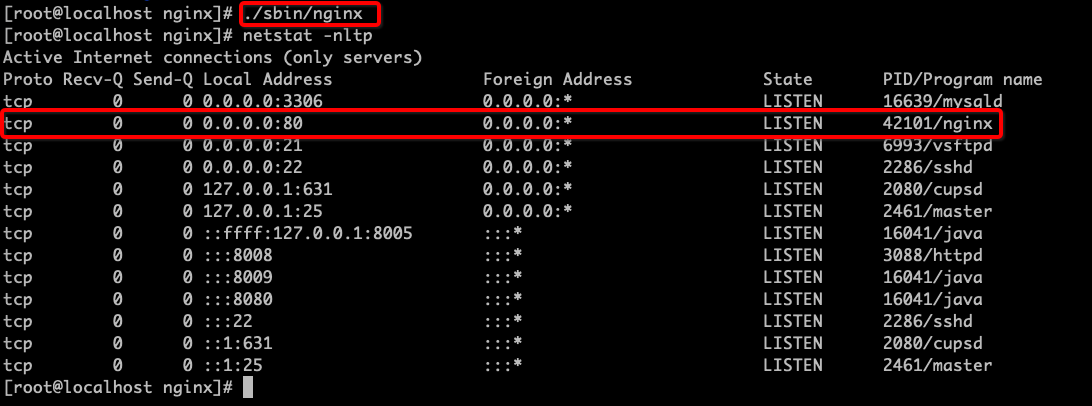 [root@localhost nginx]# ./sbin/nginx
[root@localhost nginx]# netstat -nltp
Active Internet connections (only servers)
Proto Recv-Q Send-Q Local Address               Foreign Address             State       PID/Program name
tcp        0      0 0.0.0.0:3306                0.0.0.0:*                   LISTEN      16639/mysqld
tcp        0      0 0.0.0.0:80                  0.0.0.0:*                   LISTEN      42101/nginx
tcp        0      0 0.0.0.0:21                  0.0.0.0:*                   LISTEN      6993/vsftpd
tcp        0      0 0.0.0.0:22                  0.0.0.0:*                   LISTEN      2286/sshd
tcp        0      0 127.0.0.1:631               0.0.0.0:*                   LISTEN      2080/cupsd
tcp        0      0 127.0.0.1:25                0.0.0.0:*                   LISTEN      2461/master
tcp        0      0 ::ffff:127.0.0.1:8005       :::*                        LISTEN      16041/java
tcp        0      0 :::8008                     :::*                        LISTEN      3088/httpd
tcp        0      0 :::8009                     :::*                        LISTEN      16041/java
tcp        0      0 :::8080                     :::*                        LISTEN      16041/java
tcp        0      0 :::22                       :::*                        LISTEN      2286/sshd
tcp        0      0 ::1:631                     :::*                        LISTEN      2080/cupsd
tcp        0      0 ::1:25                      :::*                        LISTEN      2461/master
[root@localhost nginx]#